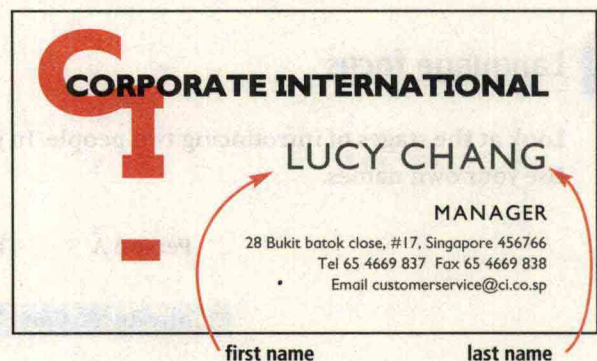 CI
CORPORATE INTERNATIONAL
LUCY CHANG
MANAGER
28 Bukit batok close, #17, Singapore 456766
Tel 65 4669 837 Fax 65 4669 838
Email customerservice@ci.co.sp
first name last name